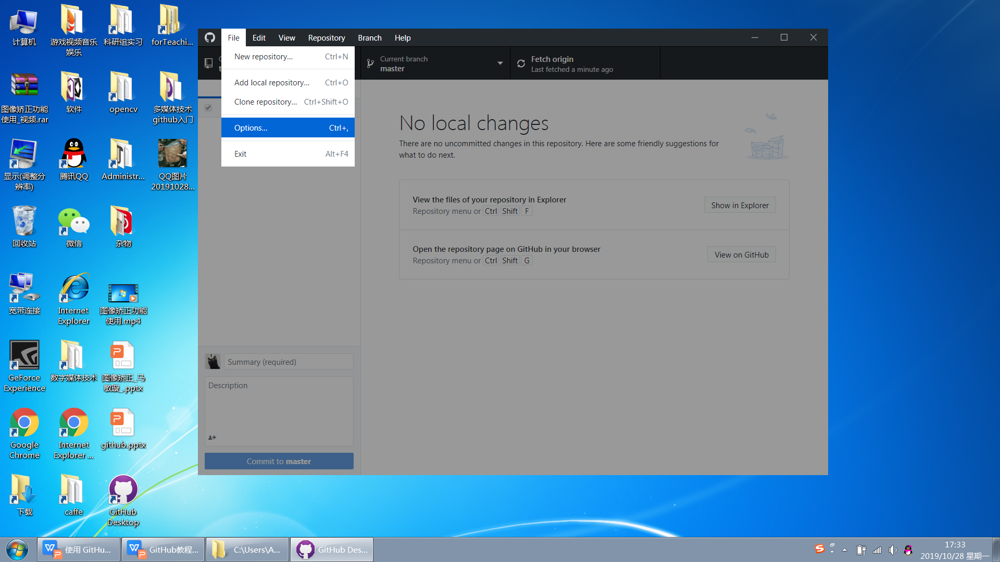 计算机
游戏视频音乐
娱乐
科研组实习
forTeachi...
图像矫正功能
使用_视频.rar
软件
opencv
多媒体技术
github入门
显示(调整分
辨率)
腾讯QQ
Administr...
QQ图片
20191028...
回收站
微信
杂物
宽带连接
Internet
Explorer
图像矫正功能
使用.mp4
GeForce
Experience
数字媒体技术
图像矫正_马
敏璇_.pptx
Google
Chrome
Internet
Explorer ...
github.pptx
下载
caffe
GitHub
Desktop
File Edit View Repository Branch Help
New repository... Ctrl+N
Add local repository... Ctrl+O
Clone repository... Ctrl+Shift+O
Options... Ctrl+,
Exit Alt+F4
Current branch
master
Fetch origin
Last fetched a minute ago
No local changes
There are no uncommitted changes in this repository. Here are some friendly suggestions for
what to do next.
View the files of your repository in Explorer
Repository menu or Ctrl Shift F
Show in Explorer
Open the repository page on GitHub in your browser
Repository menu or Ctrl Shift G
View on GitHub
Summary (required)
Description
Commit to master
使用 GitHu...
GitHub教程...
C:\Users\A...
GitHub Des...
17:33
2019/10/28 星期一